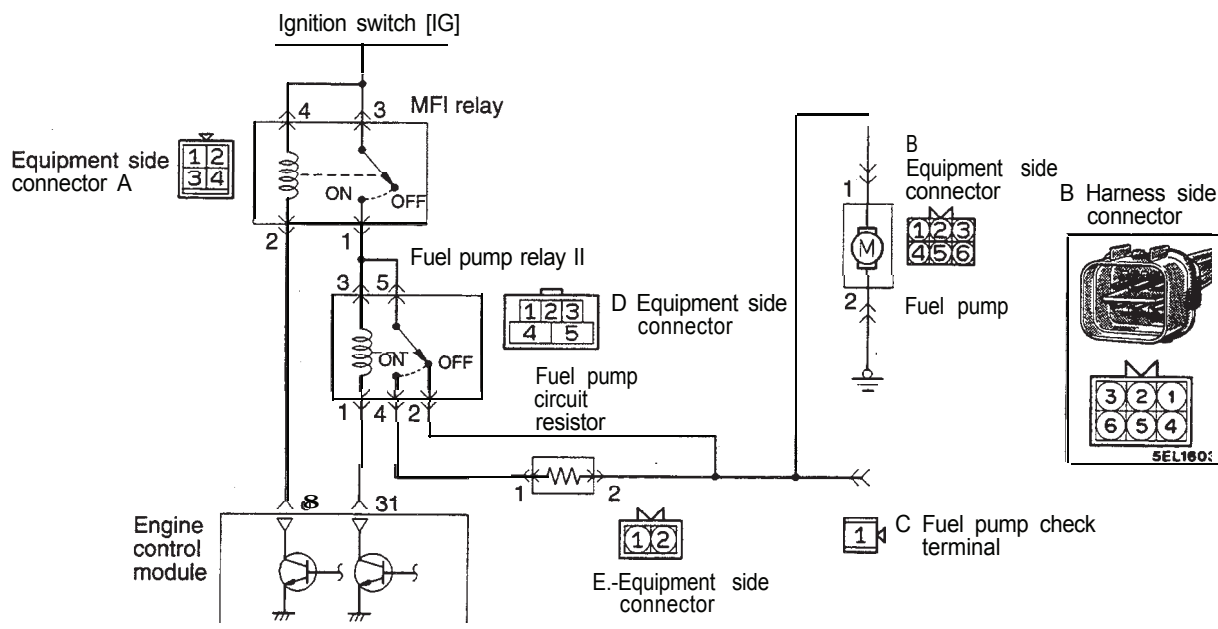 Ignition switch [IG]
4
3
MFI relay
Equipment side
connector A
1 2
3 4
ON
OFF
2
1
Fuel pump relay II
3
5
D Equipment side
connector
1 2 3
4 5
ON
OFF
1
4
2
Fuel pump
circuit
resistor
1
2
8
31
Engine
control
module
1 2
E.-Equipment side
connector
1
C Fuel pump check
terminal
B
Equipment side
connector
1
1 2 3
4 5 6
M
2
Fuel pump
B Harness side
connector
3 2 1
6 5 4